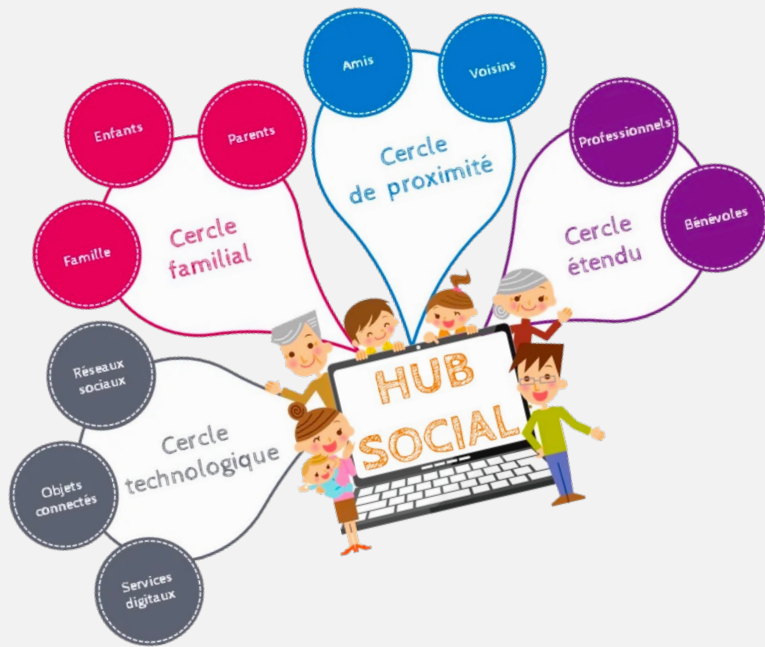 Amis
Voisins
Cercle
de proximité
Enfants
Parents
Famille
Cercle
familial
Professionnels
Bénévoles
Cercle
étendu
Réseaux
sociaux
Objets
connectés
Services
digitaux
Cercle
technologique
HUB
SOCIAL